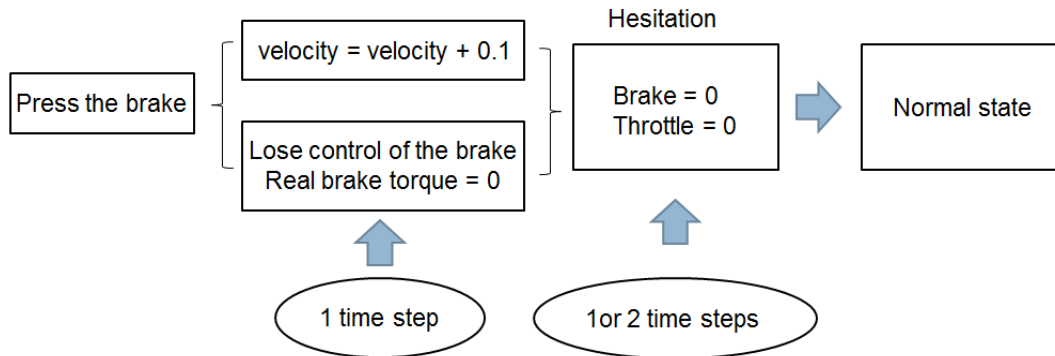 Hesitation
Press the brake
velocity = velocity + 0.1
Lose control of the brake
Real brake torque = 0
Brake = 0
Throttle = 0
Normal state
1 time step
1or 2 time steps